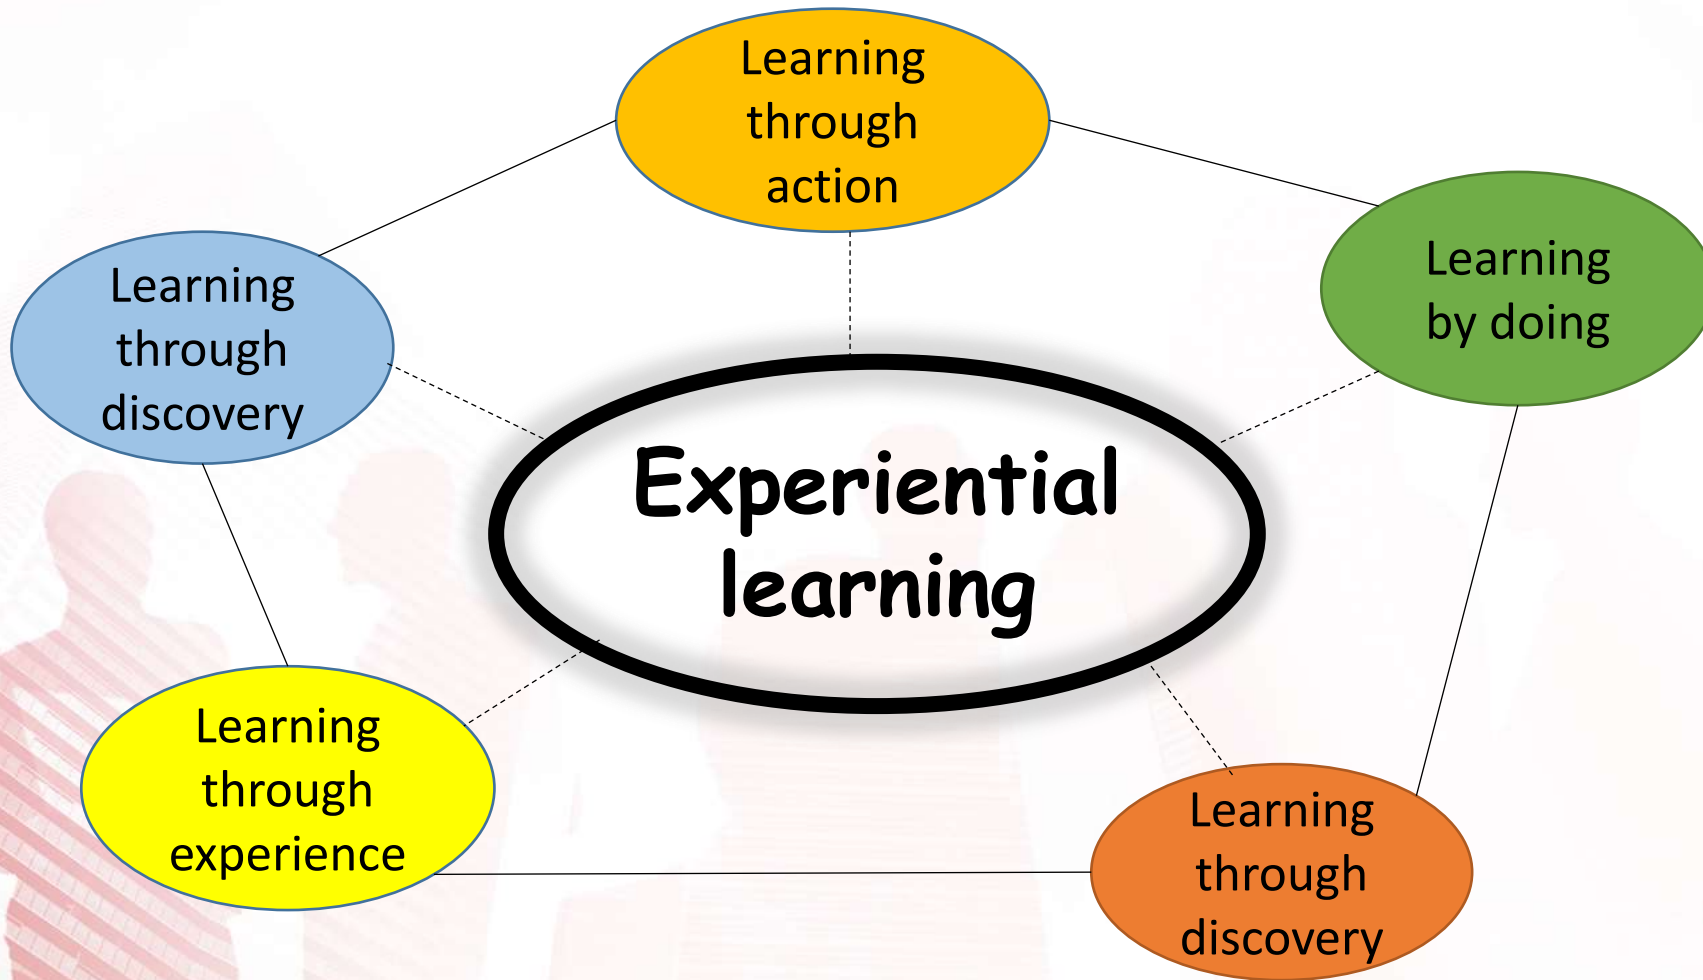 Learning
through
action
Learning
by doing
Learning
through
discovery
Experiential
learning
Learning
through
experience
Learning
through
discovery